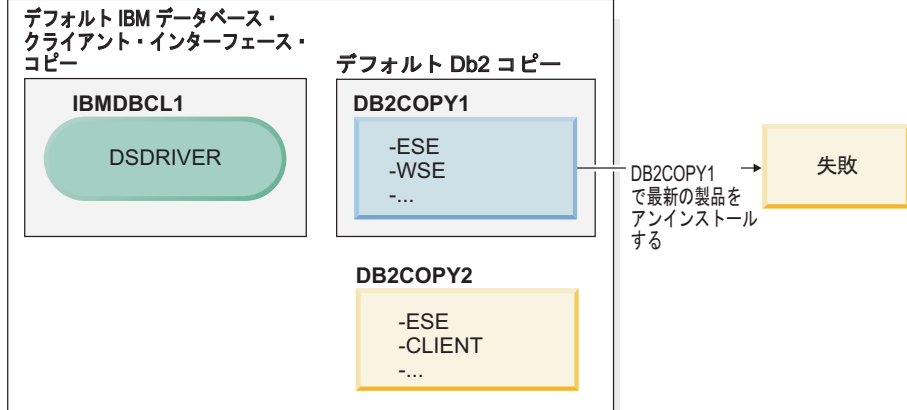 デフォルト IBM データベース・
クライアント・インターフェース・
コピー
IBMDBCL1
DSDRIVER
デフォルト Db2 コピー
DB2COPY1
-ESE
-WSE
-...
DB2COPY1
で最新の製品を
アンインストール
する
失敗
DB2COPY2
-ESE
-CLIENT
-...